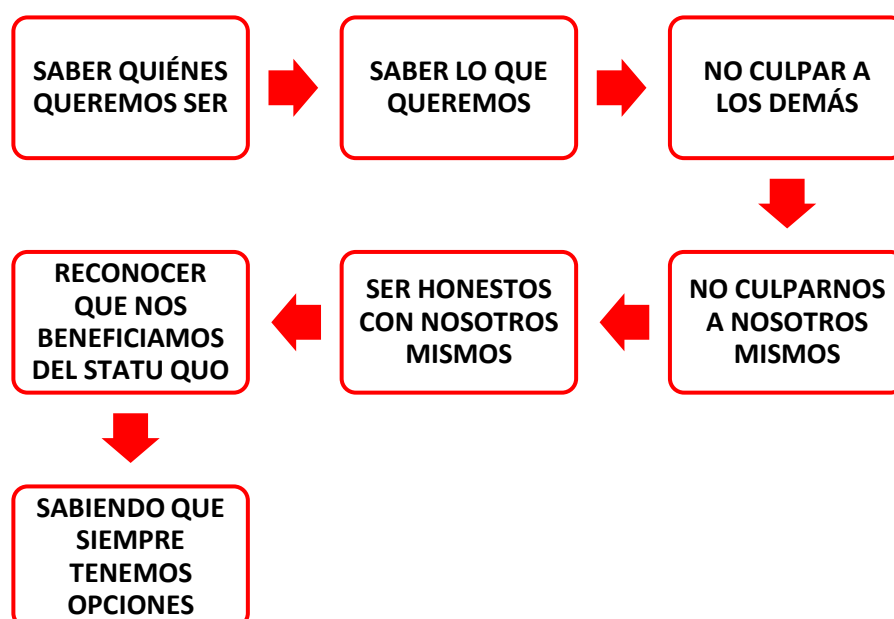 SABER QUIÉNES
QUEREMOS SER
SABER LO QUE
QUEREMOS
NO CULPAR A
LOS DEMÁS
NO CULPARNOS
A NOSOTROS
MISMOS
SER HONESTOS
CON NOSOTROS
MISMOS
RECONOCER
QUE NOS
BENEFICIAMOS
DEL STATU QUO
SABIENDO QUE
SIEMPRE
TENEMOS
OPCIONES